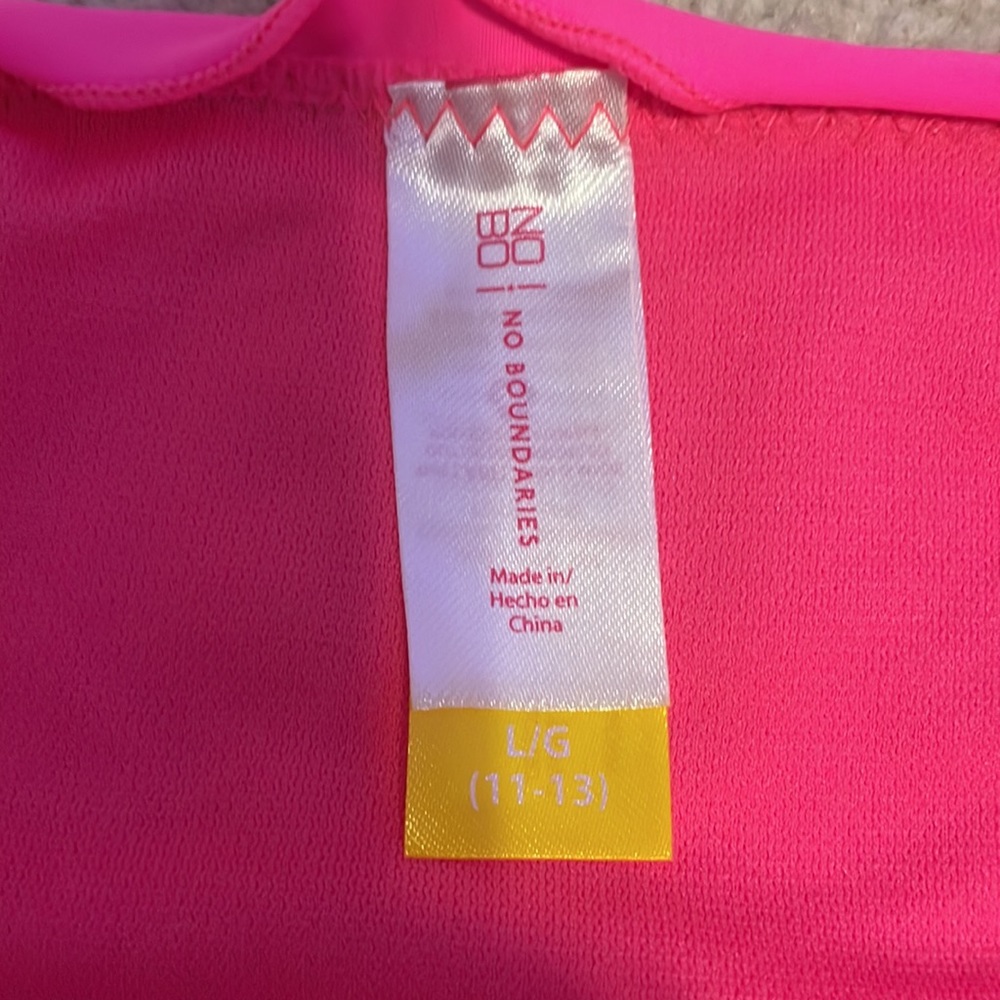 NO
BO
NO BOUNDARIES
Made in/
Hecho en
China
L/G
(11-13)